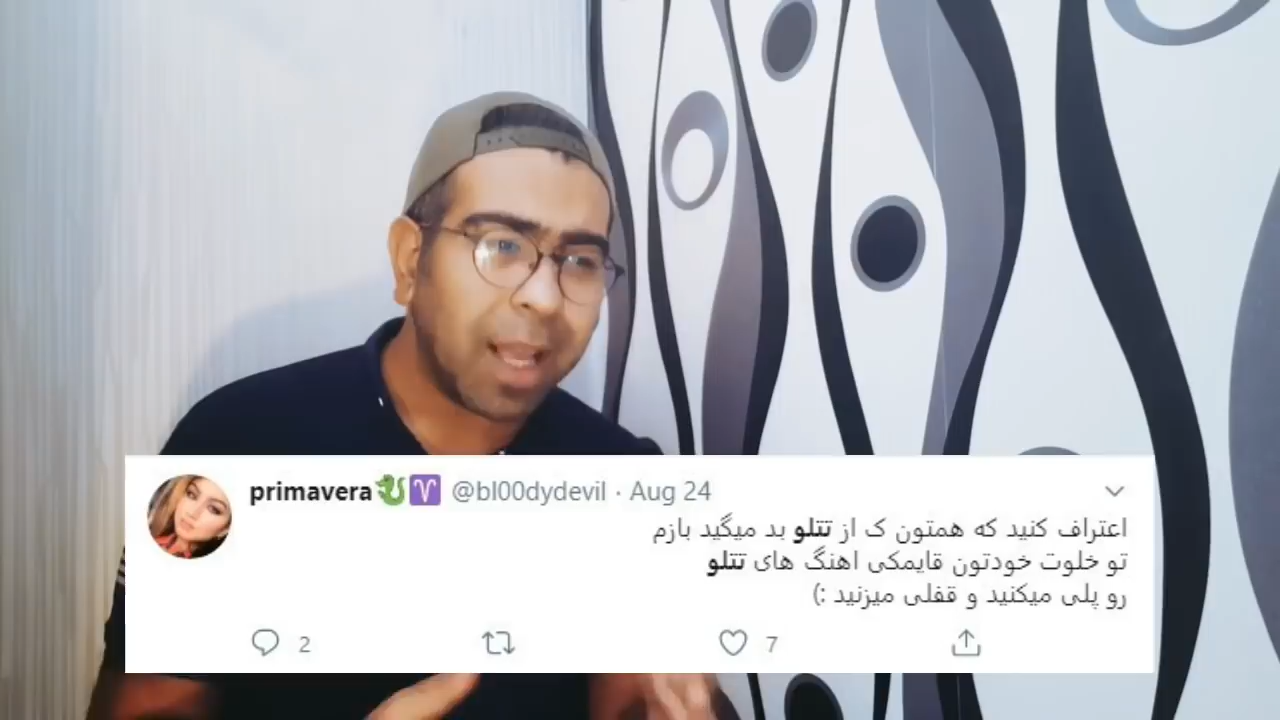 primavera🐉♈ @bl00dydevil · Aug 24
اعتراف کنید که همتون ک از تتلو بد میگید بازم
تو خلوت خودتون قایمکی اهنگ های تتلو
رو پلی میکنید و قفلی میزنید :)
2 7